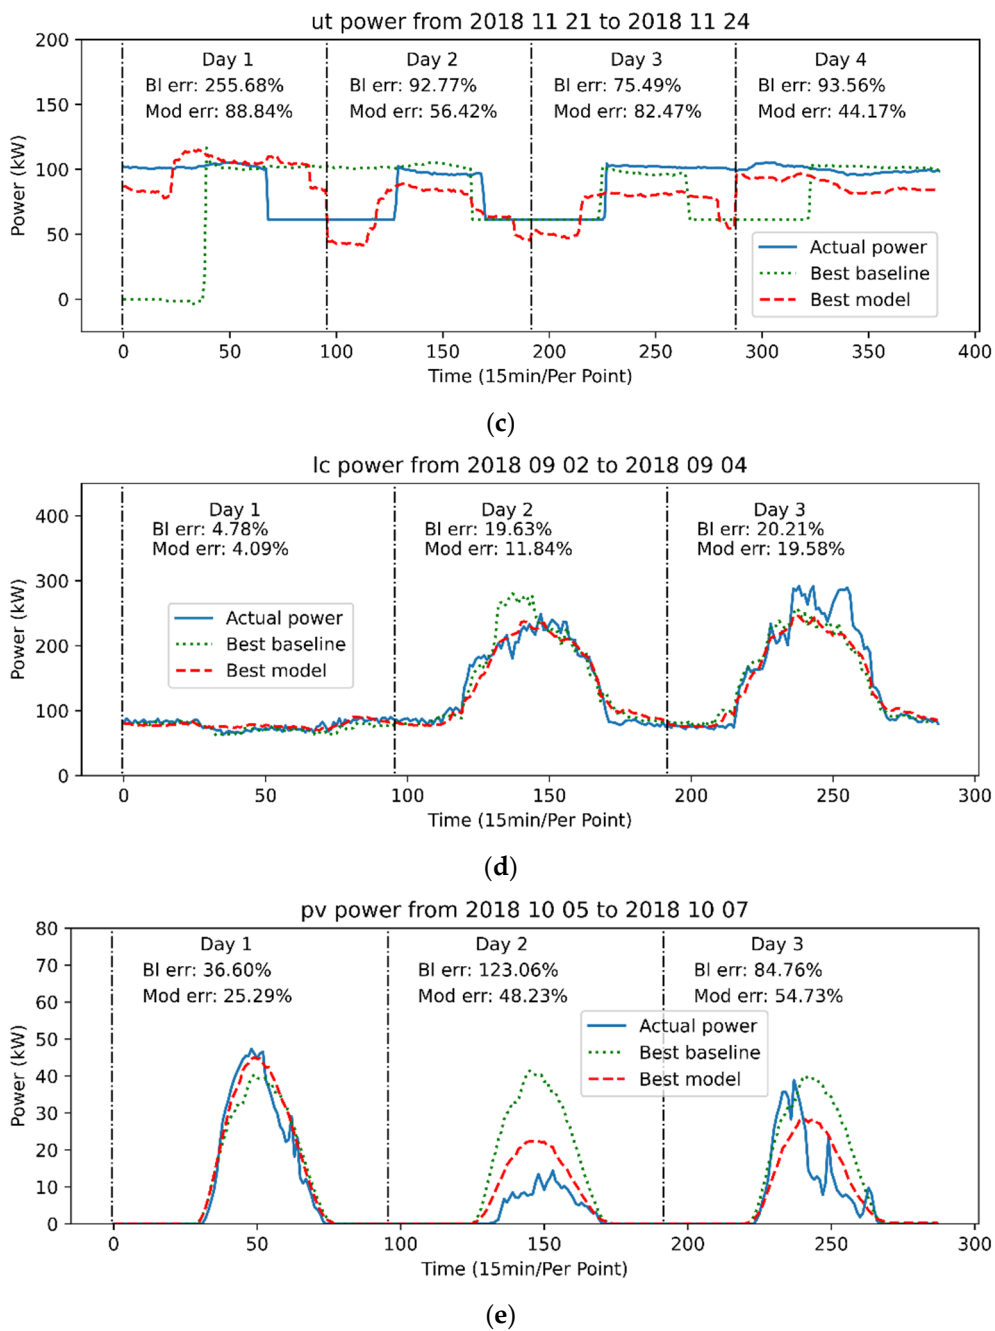 ut power from 2018 11 21 to 2018 11 24
200
150
100
50
0
Power (kW)
Day 1
Bl err: 255.68%
Mod err: 88.84%
Day 2
Bl err: 92.77%
Mod err: 56.42%
Day 3
Bl err: 75.49%
Mod err: 82.47%
Day 4
Bl err: 93.56%
Mod err: 44.17%
Actual power
Best baseline
Best model
0 50 100 150 200 250 300 350 400
Time (15min/Per Point)
(c)
lc power from 2018 09 02 to 2018 09 04
400
300
200
100
0
Power (kW)
Day 1
Bl err: 4.78%
Mod err: 4.09%
Day 2
Bl err: 19.63%
Mod err: 11.84%
Day 3
Bl err: 20.21%
Mod err: 19.58%
Actual power
Best baseline
Best model
0 50 100 150 200 250 300
Time (15min/Per Point)
(d)
pv power from 2018 10 05 to 2018 10 07
80
70
60
50
40
30
20
10
0
Power (kW)
Day 1
Bl err: 36.60%
Mod err: 25.29%
Day 2
Bl err: 123.06%
Mod err: 48.23%
Day 3
Bl err: 84.76%
Mod err: 54.73%
Actual power
Best baseline
Best model
0 50 100 150 200 250 300
Time (15min/Per Point)
(e)